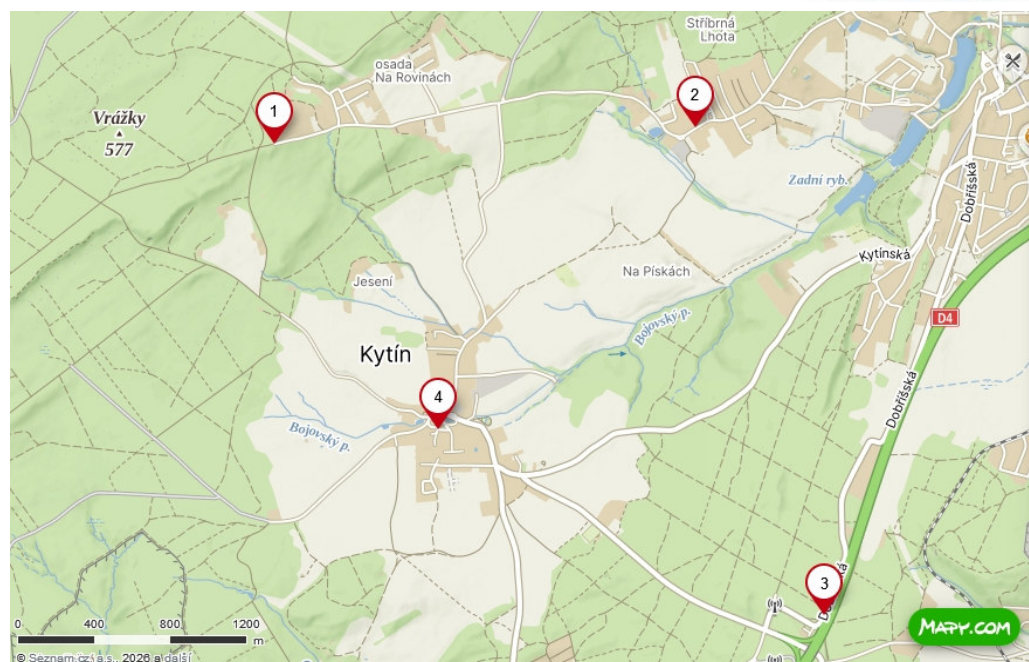 Stříbrná
Lhota
osada
Na Rovinách
1
2
Vrážky
577
Zadní ryb.
Dobříšská
Kytínská
Na Pískách
Jesení
Bojovský p.
D4
Kytín
4
Dobříšská
Bojovský p.
3
0 400 800 1200
m
MAPY.COM
© Seznam.cz, a.s., 2026 a další